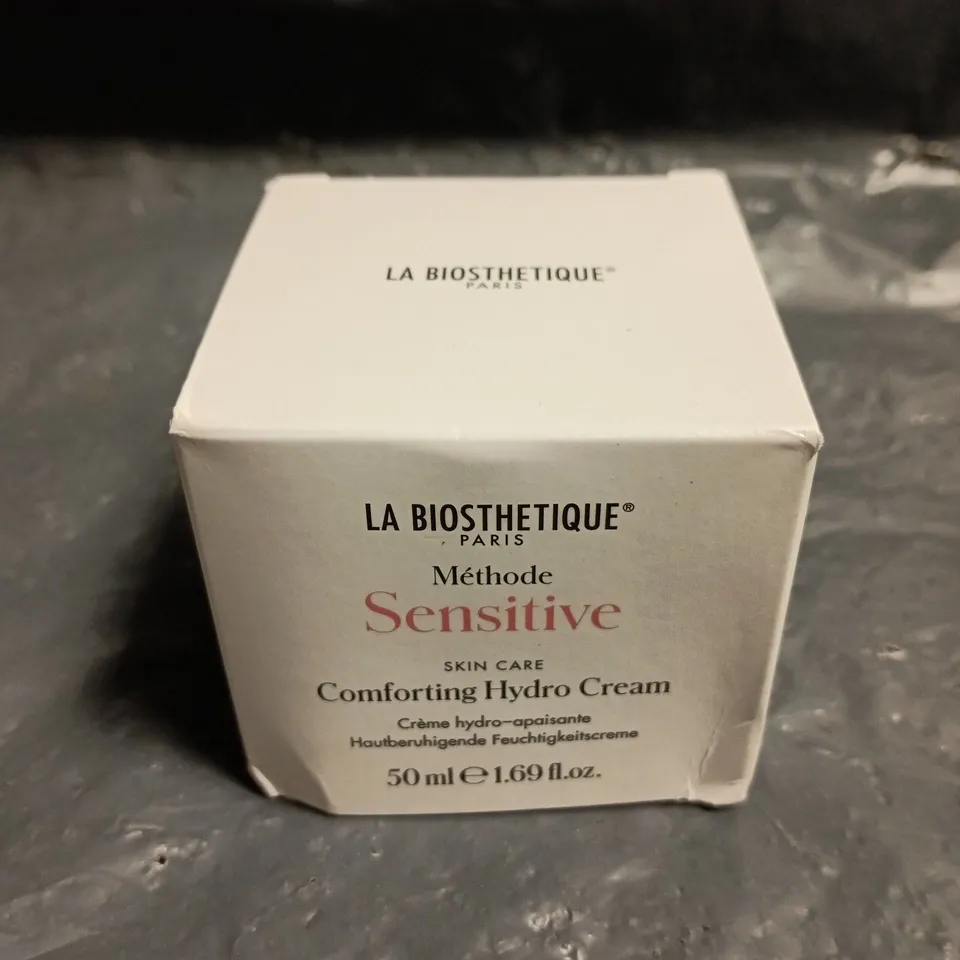 LA BIOSTHETIQUE®
PARIS
LA BIOSTHETIQUE®
PARIS
Méthode
Sensitive
SKIN CARE
Comforting Hydro Cream
Crème hydro-apaisante
Hautberuhigende Feuchtigkeitscreme
50 ml ℮ 1.69 fl.oz.